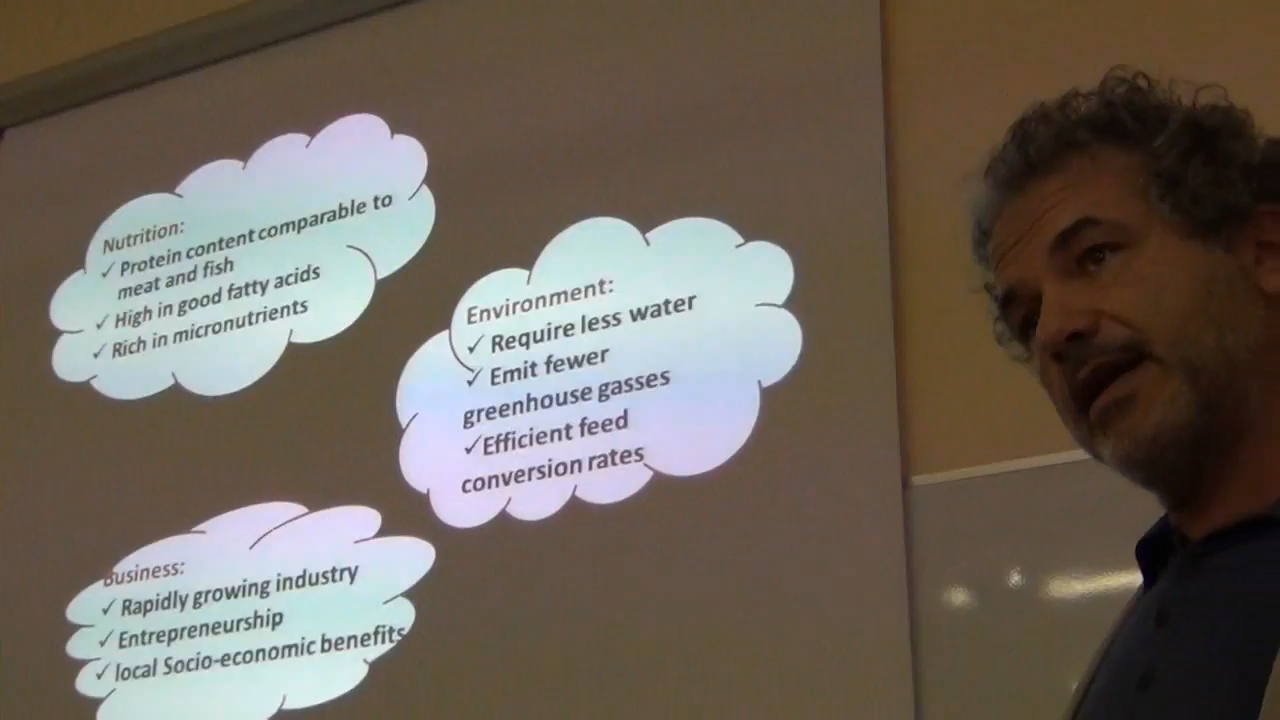 Nutrition:
✓ Protein content comparable to
meat and fish
✓ High in good fatty acids
✓ Rich in micronutrients
Environment:
✓ Require less water
✓ Emit fewer
greenhouse gasses
✓Efficient feed
conversion rates
Business:
✓ Rapidly growing industry
✓ Entrepreneurship
✓ local Socio-economic benefits